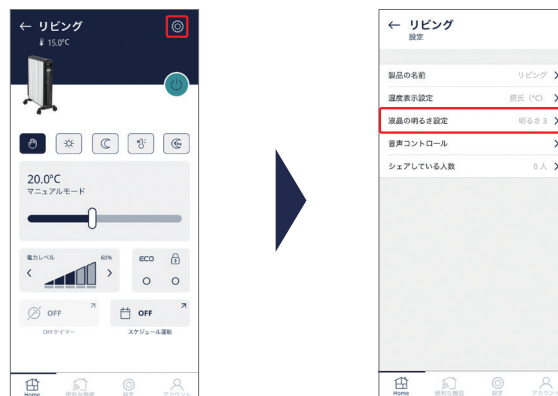 ← リビング
15.0°C
20.0°C
マニュアルモード
電力レベル 60% ECO
OFF OFF
OFFタイマー スケジュール運転
Home 便利な機能 設定 アカウント
← リビング
設定
製品の名前 リビング
温度表示設定 摂氏 (°C)
液晶の明るさ設定 明るさ 3
音声コントロール
シェアしている人数 0 人
Home 便利な機能 設定 アカウント